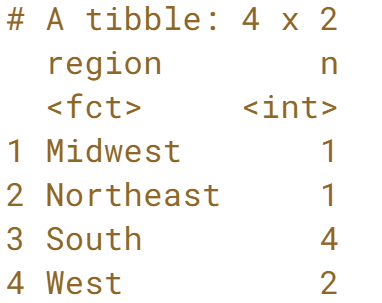 # A tibble: 4 x 2
region n
<fct> <int>
1 Midwest 1
2 Northeast 1
3 South 4
4 West 2